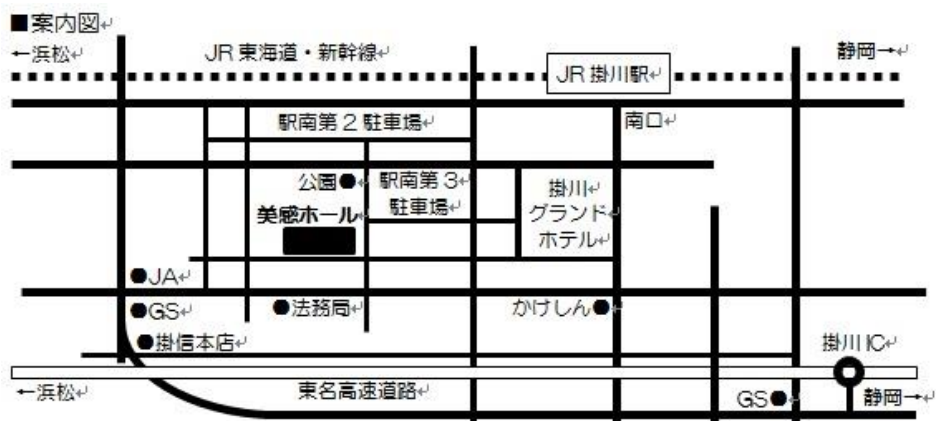 ■案内図
←浜松
JR 東海道・新幹線
静岡→
JR 掛川駅
駅南第２駐車場
南口
公園●
駅南第３
駐車場
掛川
グランド
ホテル
美感ホール
●JA
●GS
●法務局
かけしん●
●掛信本店
掛川IC
←浜松
東名高速道路
GS●
静岡→